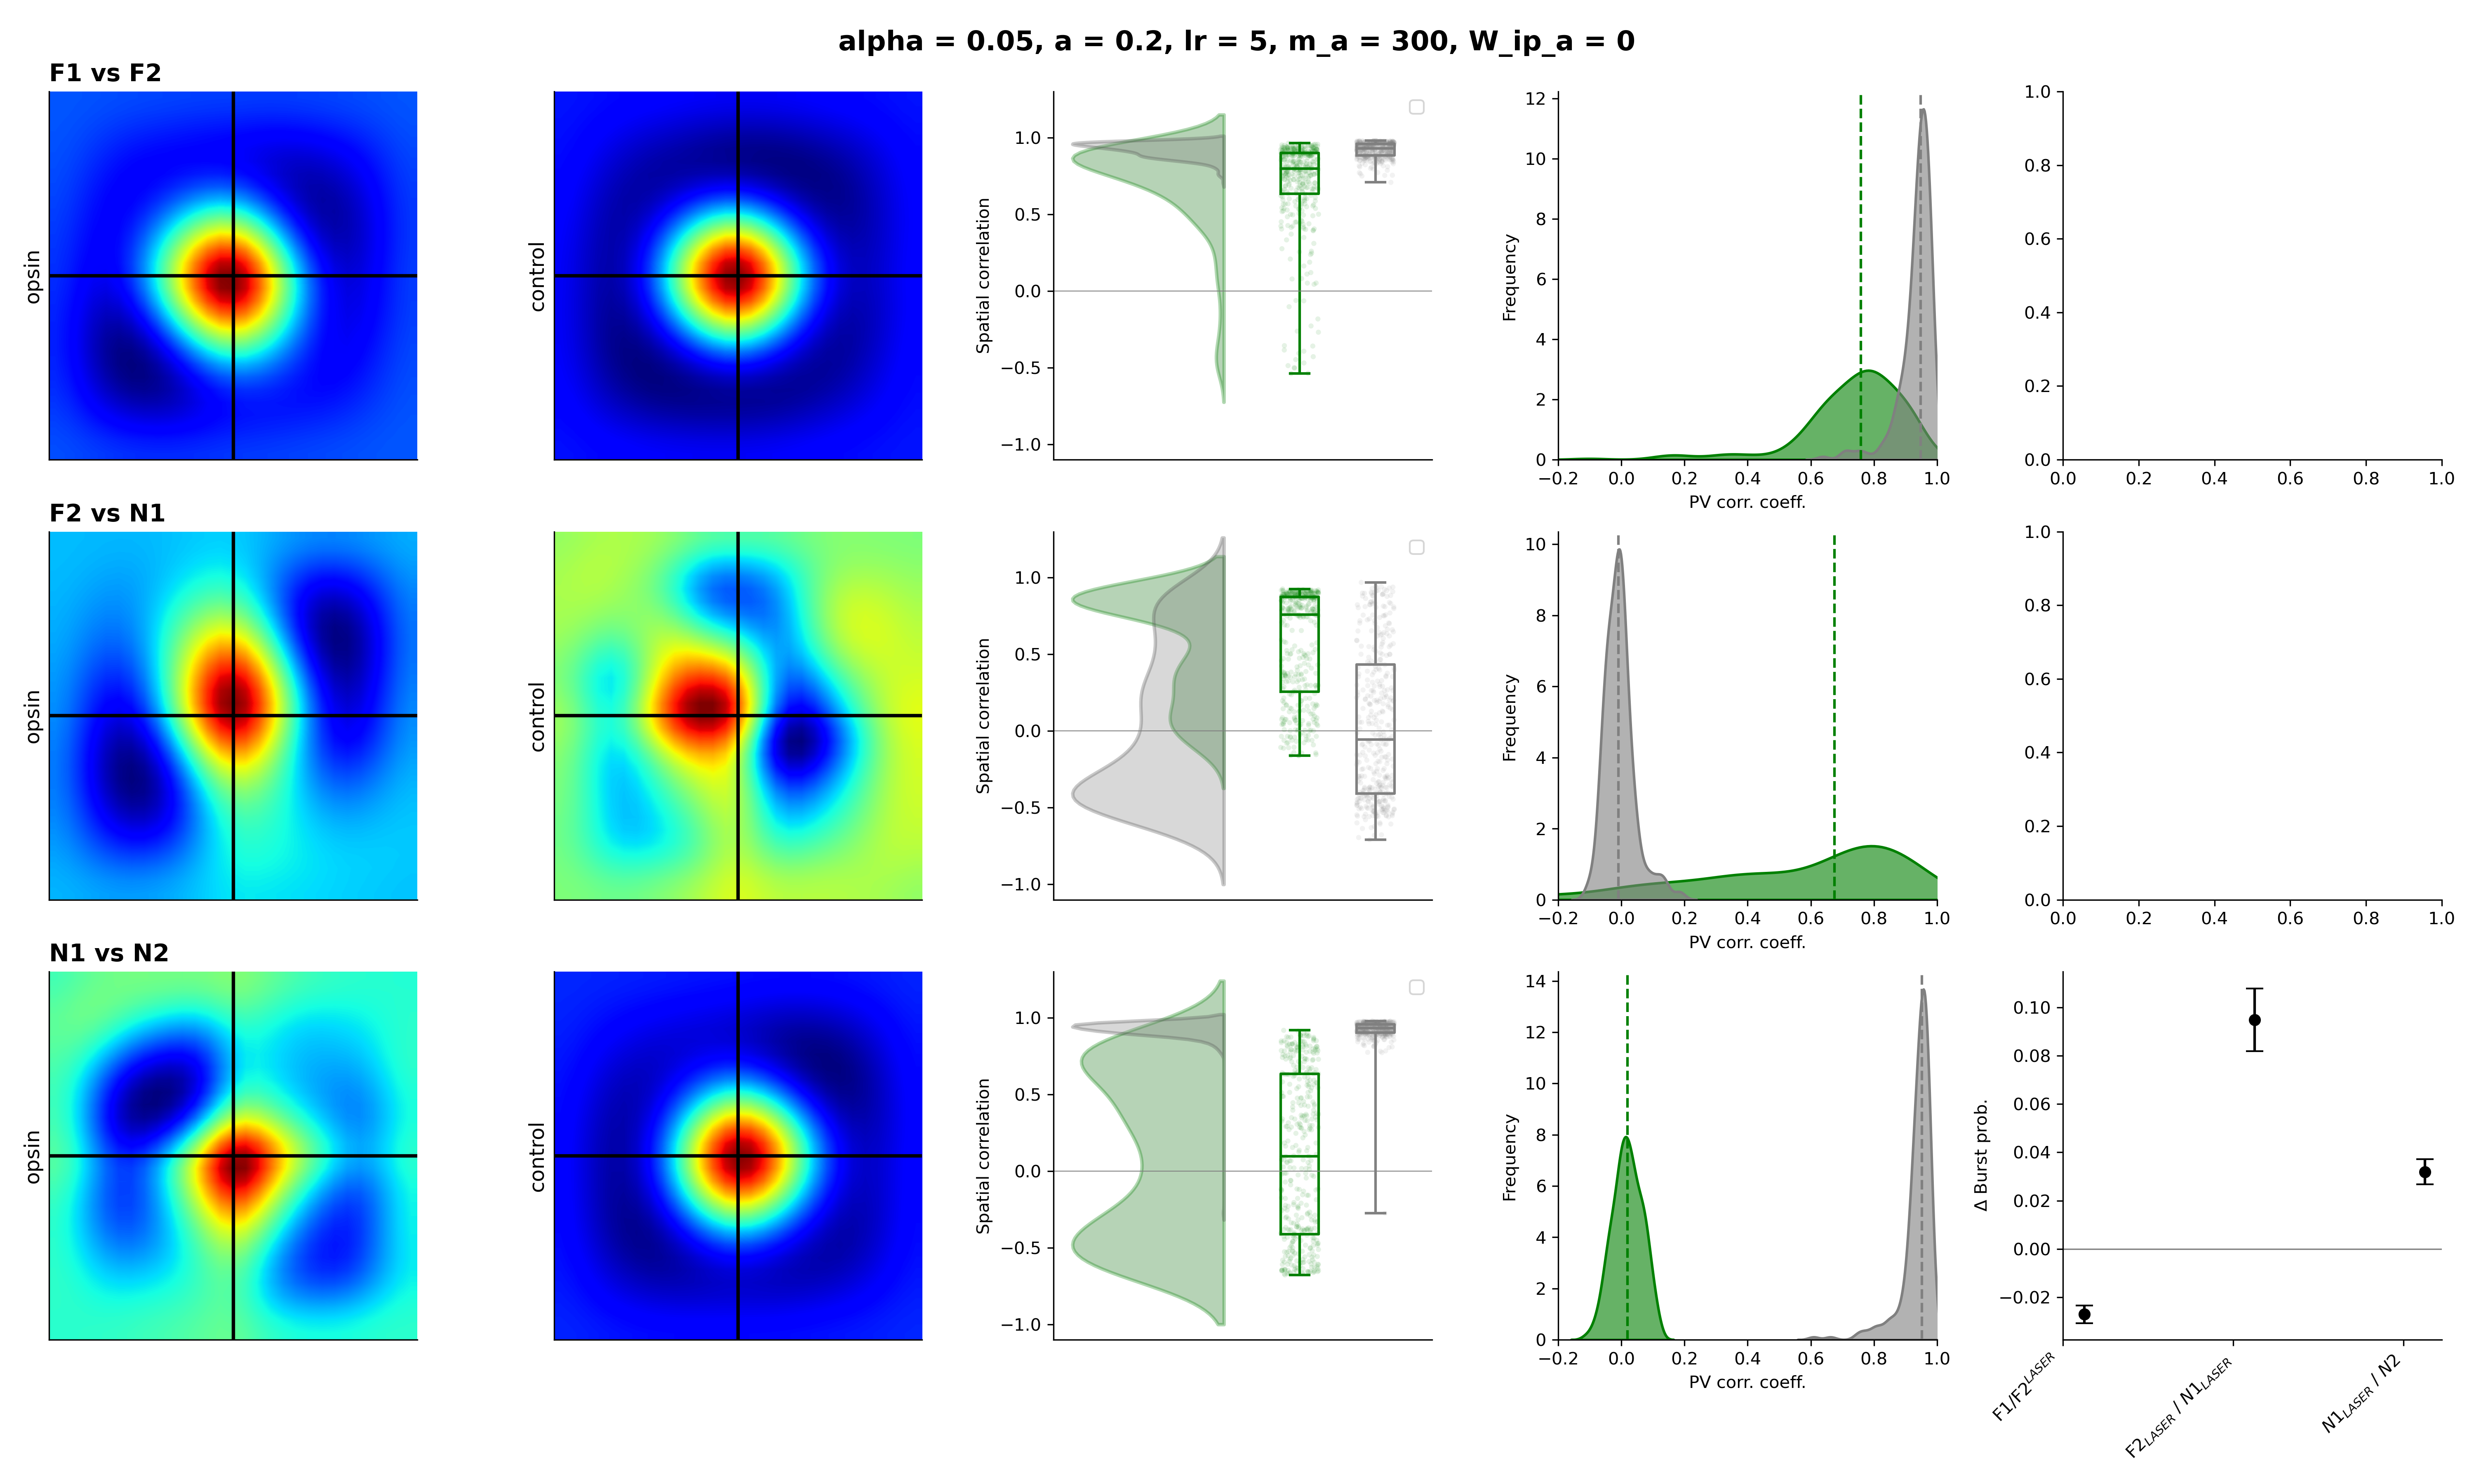 alpha = 0.05, a = 0.2, lr = 5, m_a = 300, W_ip_a = 0
F1 vs F2
opsin
control
Spatial correlation
1.0
0.5
0.0
−0.5
−1.0
Frequency
12
10
8
6
4
2
0
−0.2 0.0 0.2 0.4 0.6 0.8 1.0
PV corr. coeff.
1.0
0.8
0.6
0.4
0.2
0.0
0.0 0.2 0.4 0.6 0.8 1.0
F2 vs N1
opsin
control
Spatial correlation
1.0
0.5
0.0
−0.5
−1.0
Frequency
10
8
6
4
2
0
−0.2 0.0 0.2 0.4 0.6 0.8 1.0
PV corr. coeff.
1.0
0.8
0.6
0.4
0.2
0.0
0.0 0.2 0.4 0.6 0.8 1.0
N1 vs N2
opsin
control
Spatial correlation
1.0
0.5
0.0
−0.5
−1.0
Frequency
14
12
10
8
6
4
2
0
−0.2 0.0 0.2 0.4 0.6 0.8 1.0
PV corr. coeff.
Δ Burst prob.
0.10
0.08
0.06
0.04
0.02
0.00
−0.02
F1/F2^LASER
F2_LASER / N1_LASER
N1_LASER / N2